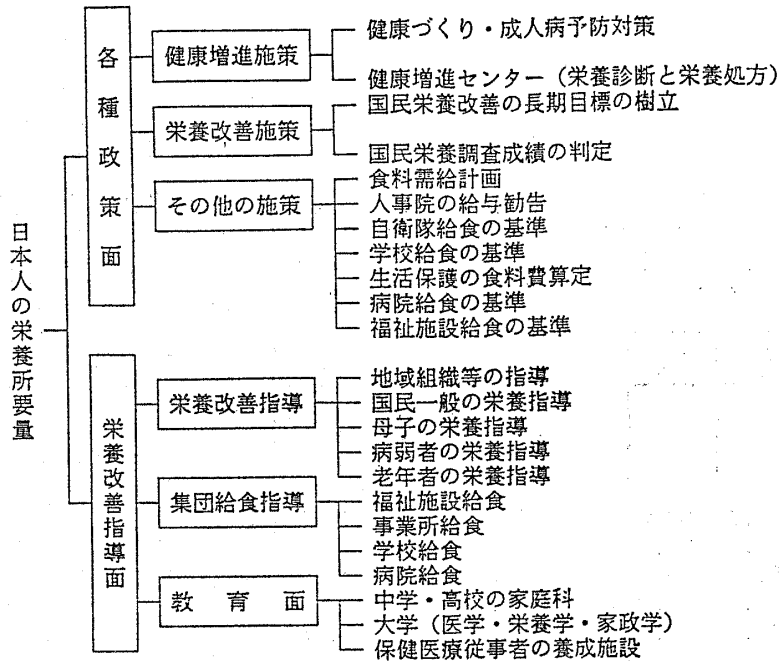 日本人の栄養所要量
各種政策面
健康増進施策
健康づくり・成人病予防対策
健康増進センター（栄養診断と栄養処方）
栄養改善施策
国民栄養改善の長期目標の樹立
国民栄養調査成績の判定
その他の施策
食料需給計画
人事院の給与勧告
自衛隊給食の基準
学校給食の基準
生活保護の食料費算定
病院給食の基準
福祉施設給食の基準
栄養改善指導面
栄養改善指導
地域組織等の指導
国民一般の栄養指導
母子の栄養指導
病弱者の栄養指導
老年者の栄養指導
集団給食指導
福祉施設給食
事業所給食
学校給食
病院給食
教育面
中学・高校の家庭科
大学（医学・栄養学・家政学）
保健医療従事者の養成施設